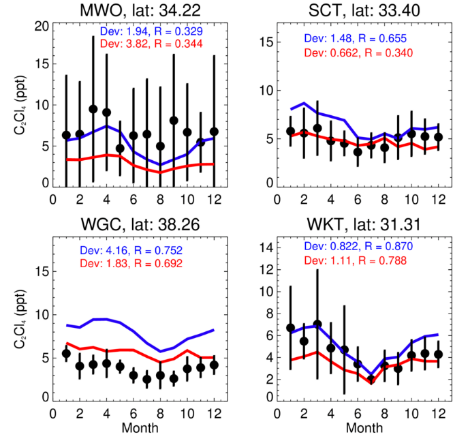 MWO, lat: 34.22
Dev: 1.94, R = 0.329
Dev: 3.82, R = 0.344
20
15
10
5
0
C₂Cl₄ (ppt)
0 2 4 6 8 10 12
SCT, lat: 33.40
Dev: 1.48, R = 0.655
Dev: 0.662, R = 0.340
15
10
5
0
0 2 4 6 8 10 12
WGC, lat: 38.26
Dev: 4.16, R = 0.752
Dev: 1.83, R = 0.692
15
10
5
0
C₂Cl₄ (ppt)
0 2 4 6 8 10 12
Month
WKT, lat: 31.31
Dev: 0.822, R = 0.870
Dev: 1.11, R = 0.788
14
12
10
8
6
4
2
0
0 2 4 6 8 10 12
Month